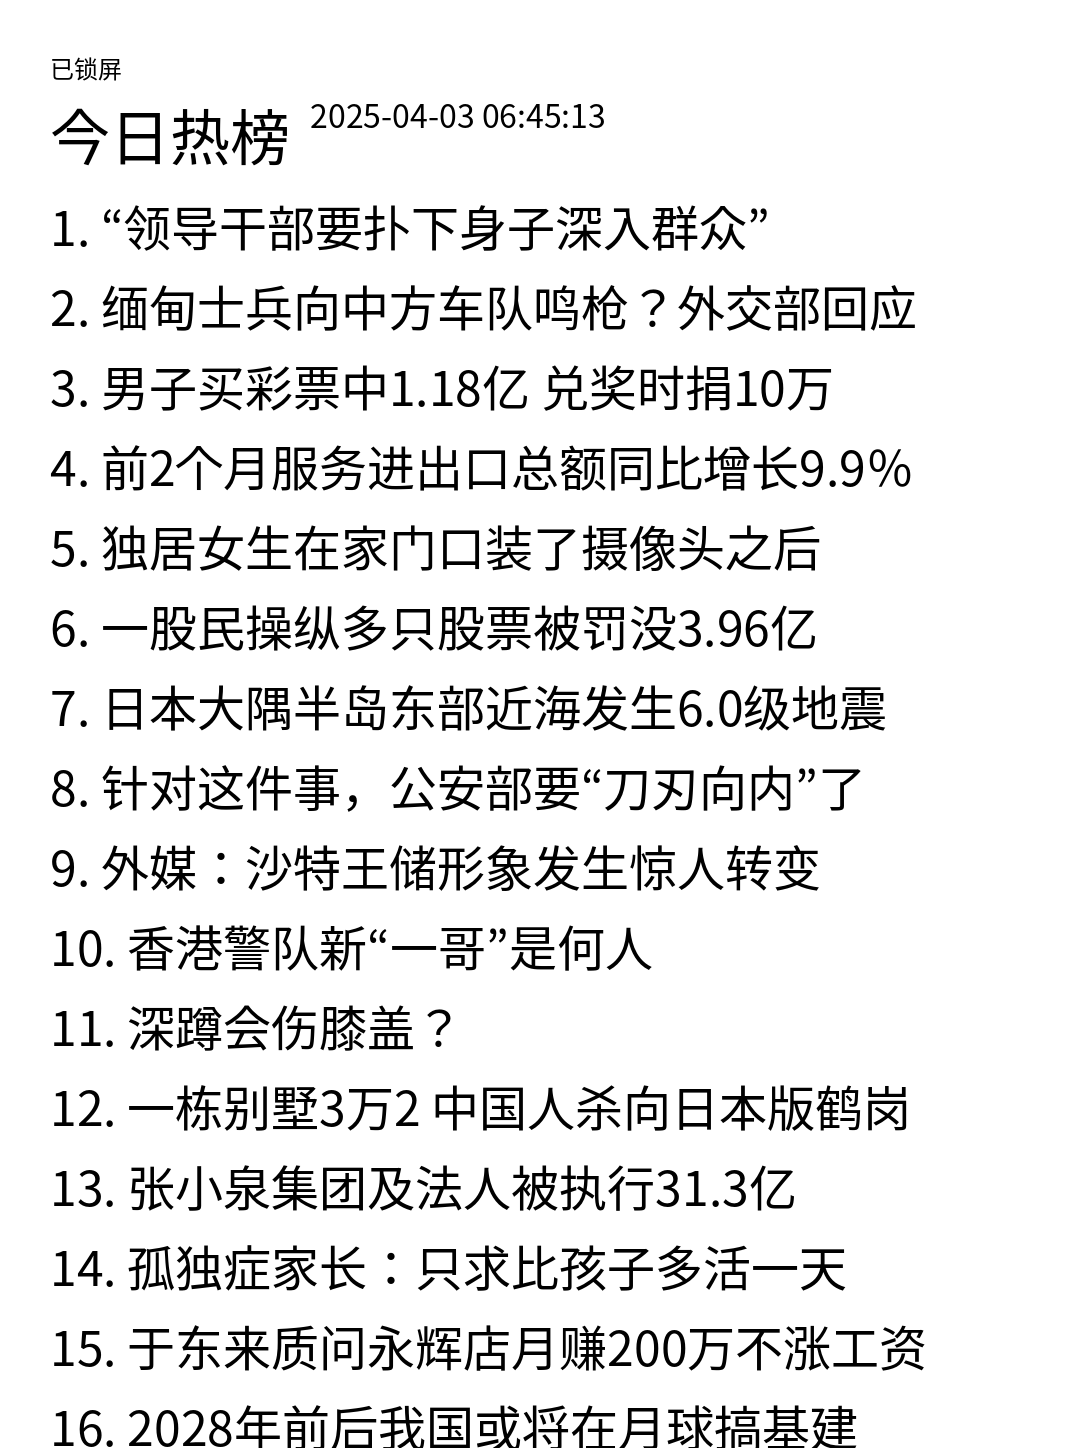 已锁屏
今日热榜 2025-04-03 06:45:13
1. “领导干部要扑下身子深入群众”
2. 缅甸士兵向中方车队鸣枪？外交部回应
3. 男子买彩票中1.18亿 兑奖时捐10万
4. 前2个月服务进出口总额同比增长9.9%
5. 独居女生在家门口装了摄像头之后
6. 一股民操纵多只股票被罚没3.96亿
7. 日本大隅半岛东部近海发生6.0级地震
8. 针对这件事，公安部要“刀刃向内”了
9. 外媒：沙特王储形象发生惊人转变
10. 香港警队新“一哥”是何人
11. 深蹲会伤膝盖？
12. 一栋别墅3万2 中国人杀向日本版鹤岗
13. 张小泉集团及法人被执行31.3亿
14. 孤独症家长：只求比孩子多活一天
15. 于东来质问永辉店月赚200万不涨工资
16. 2028年前后我国或将在月球搞基建